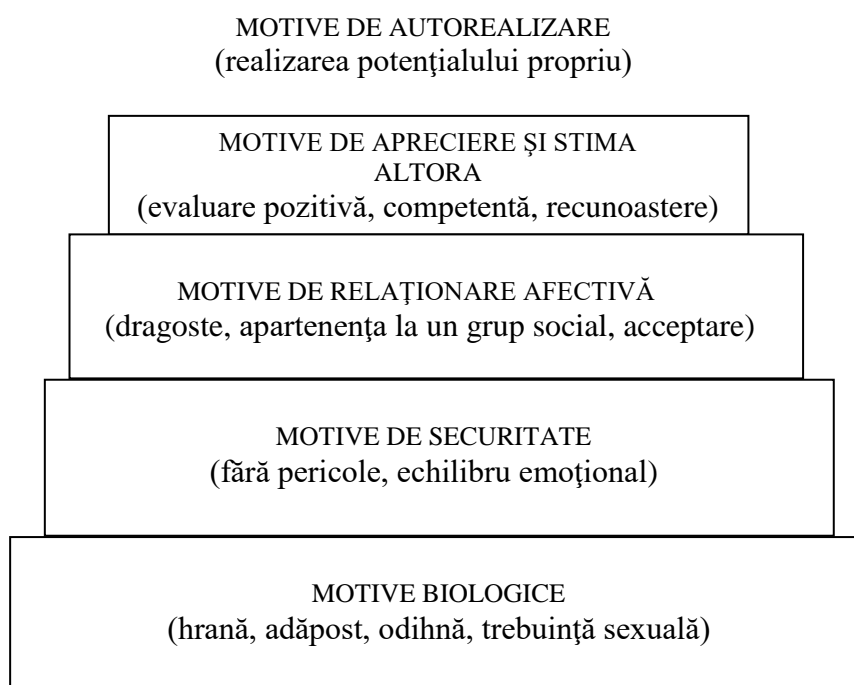 MOTIVE DE AUTOREALIZARE
(realizarea potenţialului propriu)
MOTIVE DE APRECIERE ŞI STIMA
ALTORA
(evaluare pozitivă, competentă, recunoastere)
MOTIVE DE RELAŢIONARE AFECTIVĂ
(dragoste, apartenenţa la un grup social, acceptare)
MOTIVE DE SECURITATE
(fără pericole, echilibru emoţional)
MOTIVE BIOLOGICE
(hrană, adăpost, odihnă, trebuinţă sexuală)